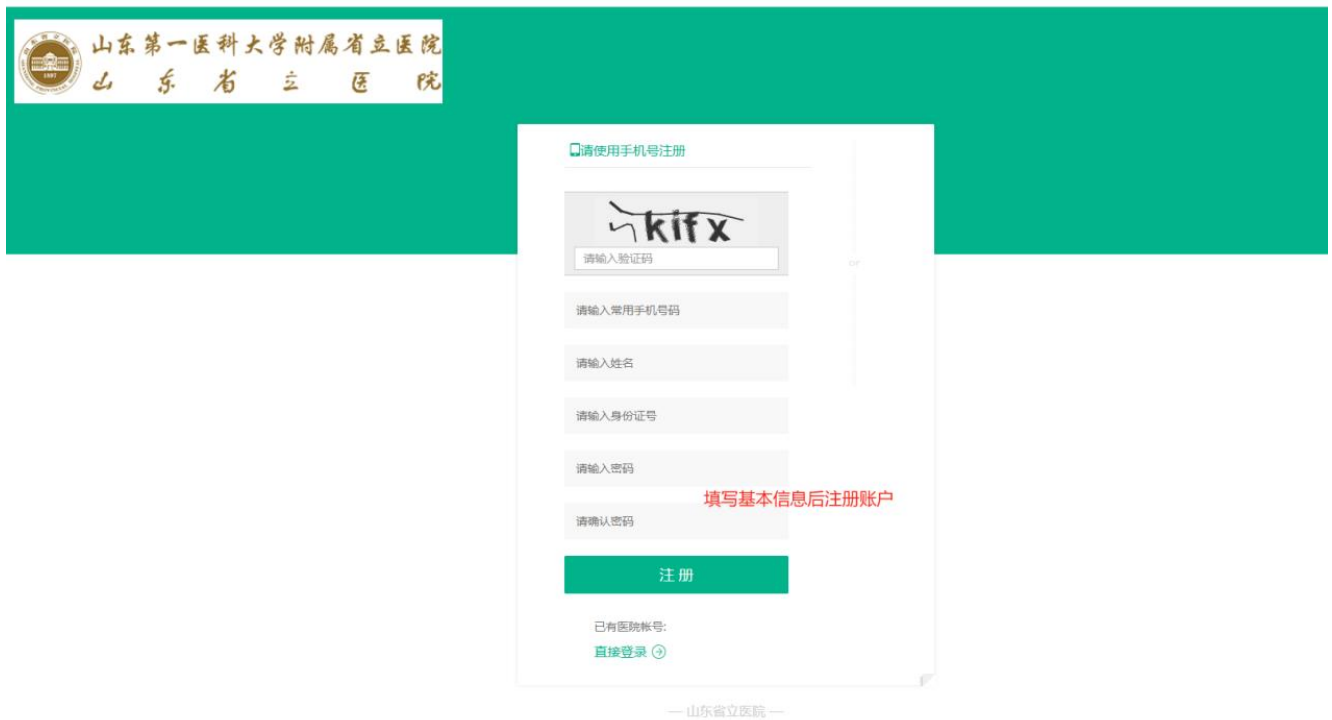 山东第一医科大学附属省立医院
山东省立医院
1897
请使用手机号注册
kifx
请输入验证码
or
请输入常用手机号码
请输入姓名
请输入身份证号
请输入密码
填写基本信息后注册账户
请确认密码
注册
已有医院帐号:
直接登录
— 山东省立医院 —